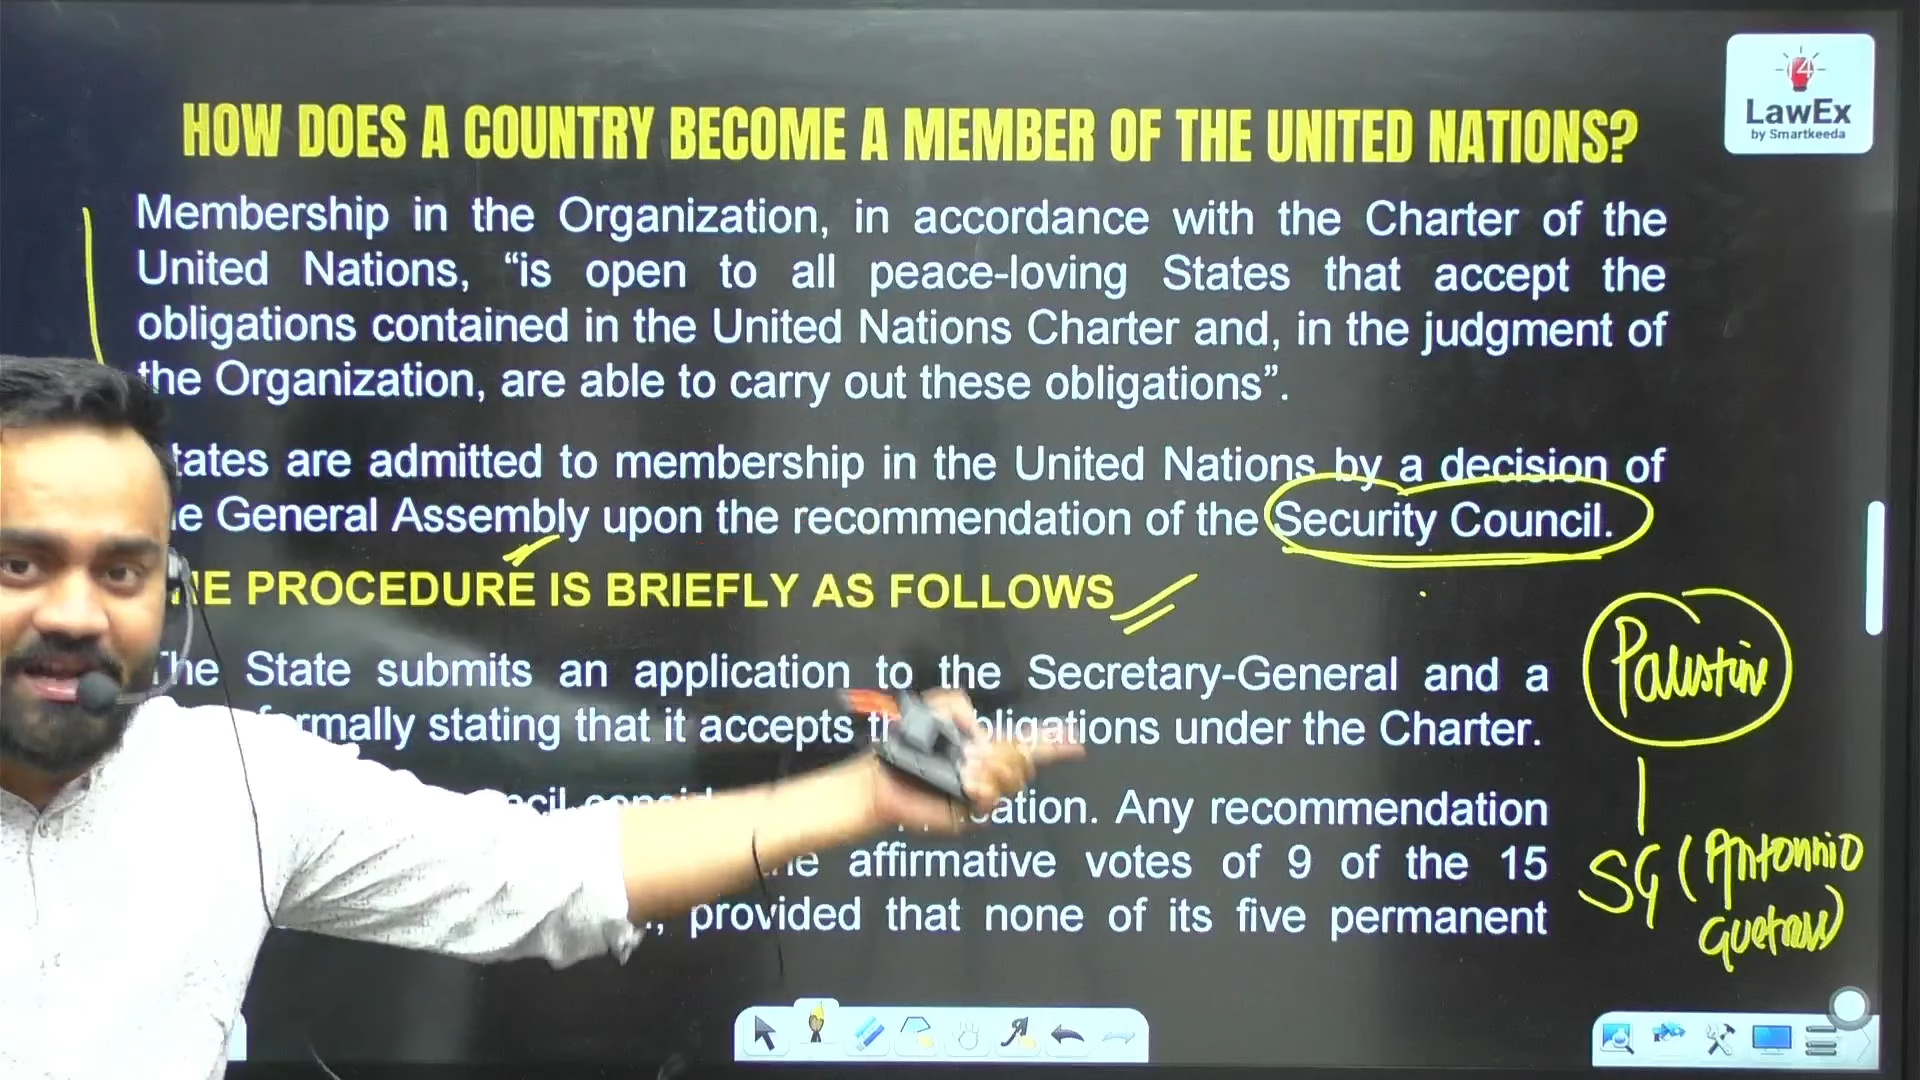 LawEx
by Smartkeeda
HOW DOES A COUNTRY BECOME A MEMBER OF THE UNITED NATIONS?
Membership in the Organization, in accordance with the Charter of the
United Nations, “is open to all peace-loving States that accept the
obligations contained in the United Nations Charter and, in the judgment of
the Organization, are able to carry out these obligations”.
tates are admitted to membership in the United Nations by a decision of
e General Assembly upon the recommendation of the Security Council.
E PROCEDURE IS BRIEFLY AS FOLLOWS
The State submits an application to the Secretary-General and a
rmally stating that it accepts bligations under the Charter.
ation. Any recommendation
affirmative votes of 9 of the 15
provided that none of its five permanent
Palestine
SG (Antonnio